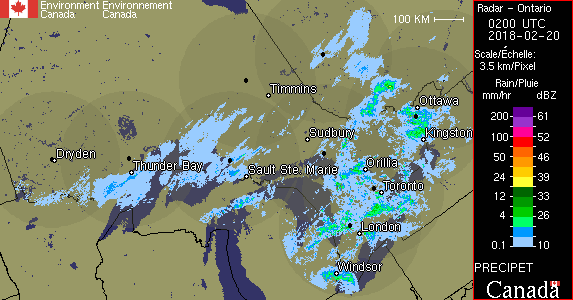 Environment Environnement
Canada Canada
100 KM
Timmins
Ottawa
Kingston
Sudbury
Dryden
Thunder Bay
Sault Ste. Marie
Orillia
Toronto
London
Windsor
Radar - Ontario
0200 UTC
2018-02-20
Scale/Échelle:
3.5 km/Pixel
Rain/Pluie
mm/hr dBZ
200 61
100 52
50 46
24 39
12 33
4 26
0.1 10
PRECIPET
Canada